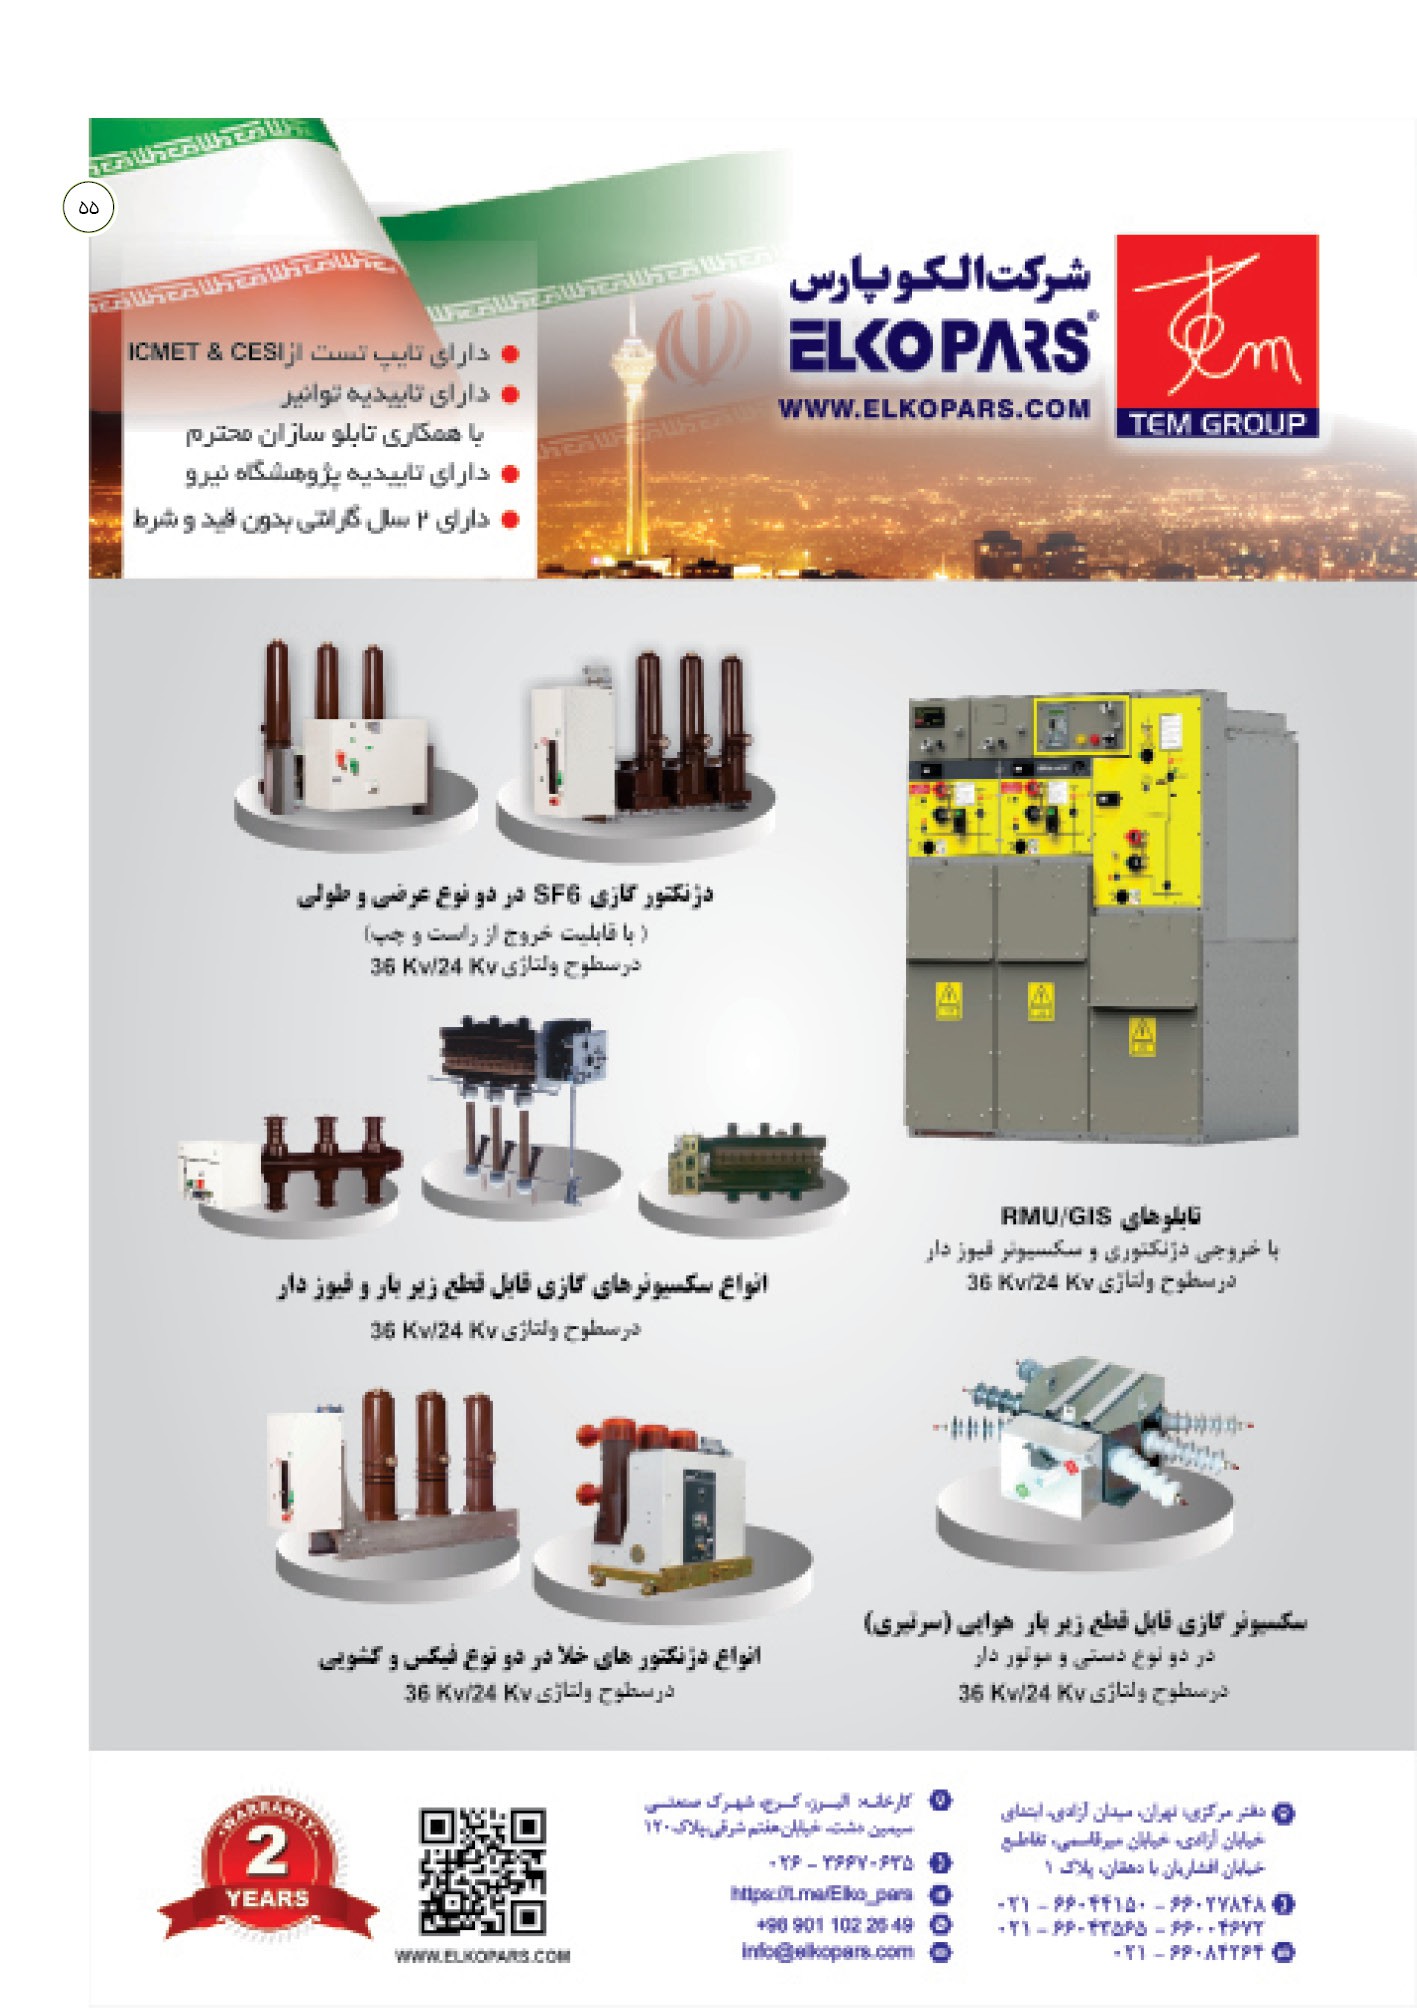 ۵۵
شرکت الکو پارس
ELKOPARS®
WWW.ELKOPARS.COM
Tem
TEM GROUP
دارای تایپ تست از ICMET & CESI
دارای تاییدیه توانیر
با همکاری تابلو سازان محترم
دارای تاییدیه پژوهشگاه نیرو
دارای ۲ سال گارانتی بدون قید و شرط
دژنکتور گازی SF6 در دو نوع عرضی و طولی
( با قابلیت خروج از راست و چپ)
درسطوح ولتاژی 36 Kv/24 Kv
تابلوهای RMU/GIS
با خروجی دژنکتوری و سکسیونر فیوز دار
درسطوح ولتاژی 36 Kv/24 Kv
انواع سکسیونرهای گازی قابل قطع زیر بار و فیوز دار
درسطوح ولتاژی 36 Kv/24 Kv
سکسیونر گازی قابل قطع زیر بار هوایی (سرتیری)
در دو نوع دستی و موتور دار
درسطوح ولتاژی 36 Kv/24 Kv
انواع دژنکتور های خلا در دو نوع فیکس و کشویی
درسطوح ولتاژی 36 Kv/24 Kv
دفتر مرکزی: تهران، میدان آزادی، ابتدای
خیابان آزادی، خیابان میرقاسمی، تقاطع
خیابان افشاریان با دهقان، پلاک ۱
۰۲۱ – ۶۶۰۴۴۱۵۰ – ۶۶۰۲۷۸۴۸
۰۲۱ – ۶۶۰۴۳۵۶۵ – ۶۶۰۰۴۶۷۳
۰۲۱ – ۶۶۰۸۴۲۶۴
کارخانه: البرز، کرج، شهرک صنعتی
سیمین دشت، خیابان هفتم شرقی پلاک ۱۲۰
۰۲۶ – ۳۶۶۷۰۶۳۵
https://t.me/Elko_pars
+98 901 102 26 49
info@elkopars.com
WWW.ELKOPARS.COM
WARRANTY
2
YEARS